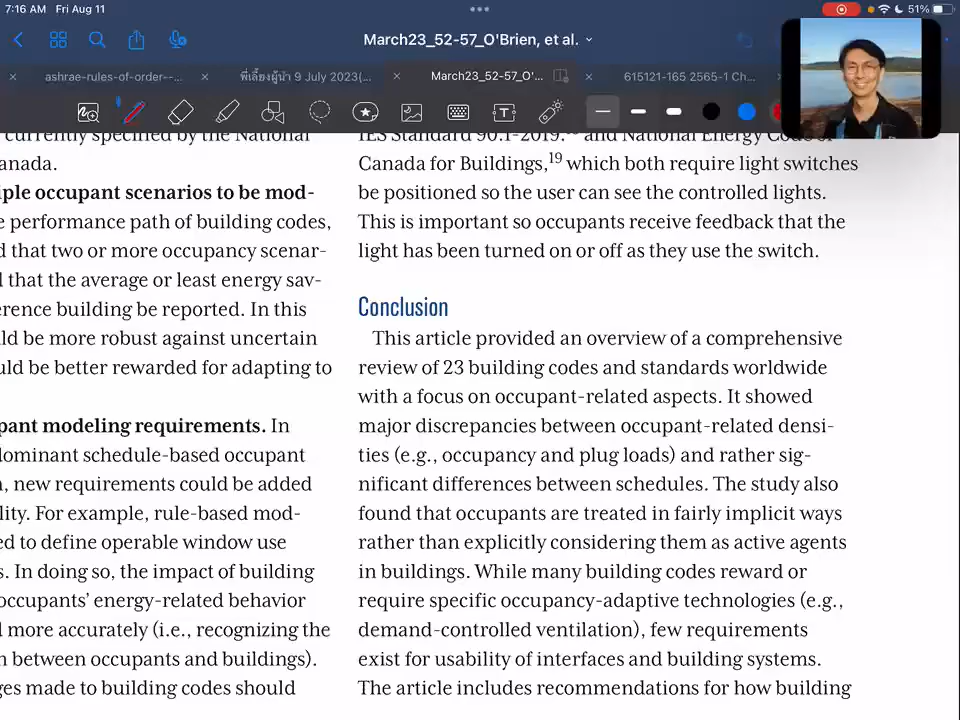 7:16 AM Fri Aug 11
51%
March23_52-57_O'Brien, et al.
ashrae-rules-of-order--...
พี่เลี้ยงผู้นำ 9 July 2023(...
March23_52-57_O'...
615121-165 2565-1 Ch...
currently specified by the National
anada.
iple occupant scenarios to be mod-
e performance path of building codes,
d that two or more occupancy scenar-
l that the average or least energy sav-
erence building be reported. In this
ld be more robust against uncertain
uld be better rewarded for adapting to
pant modeling requirements. In
dominant schedule-based occupant
n, new requirements could be added
lity. For example, rule-based mod-
ed to define operable window use
s. In doing so, the impact of building
occupants' energy-related behavior
d more accurately (i.e., recognizing the
n between occupants and buildings).
ges made to building codes should
IES Standard 90.1-2019. and National Energy Code of
Canada for Buildings,19 which both require light switches
be positioned so the user can see the controlled lights.
This is important so occupants receive feedback that the
light has been turned on or off as they use the switch.
Conclusion
This article provided an overview of a comprehensive
review of 23 building codes and standards worldwide
with a focus on occupant-related aspects. It showed
major discrepancies between occupant-related densi-
ties (e.g., occupancy and plug loads) and rather sig-
nificant differences between schedules. The study also
found that occupants are treated in fairly implicit ways
rather than explicitly considering them as active agents
in buildings. While many building codes reward or
require specific occupancy-adaptive technologies (e.g.,
demand-controlled ventilation), few requirements
exist for usability of interfaces and building systems.
The article includes recommendations for how building